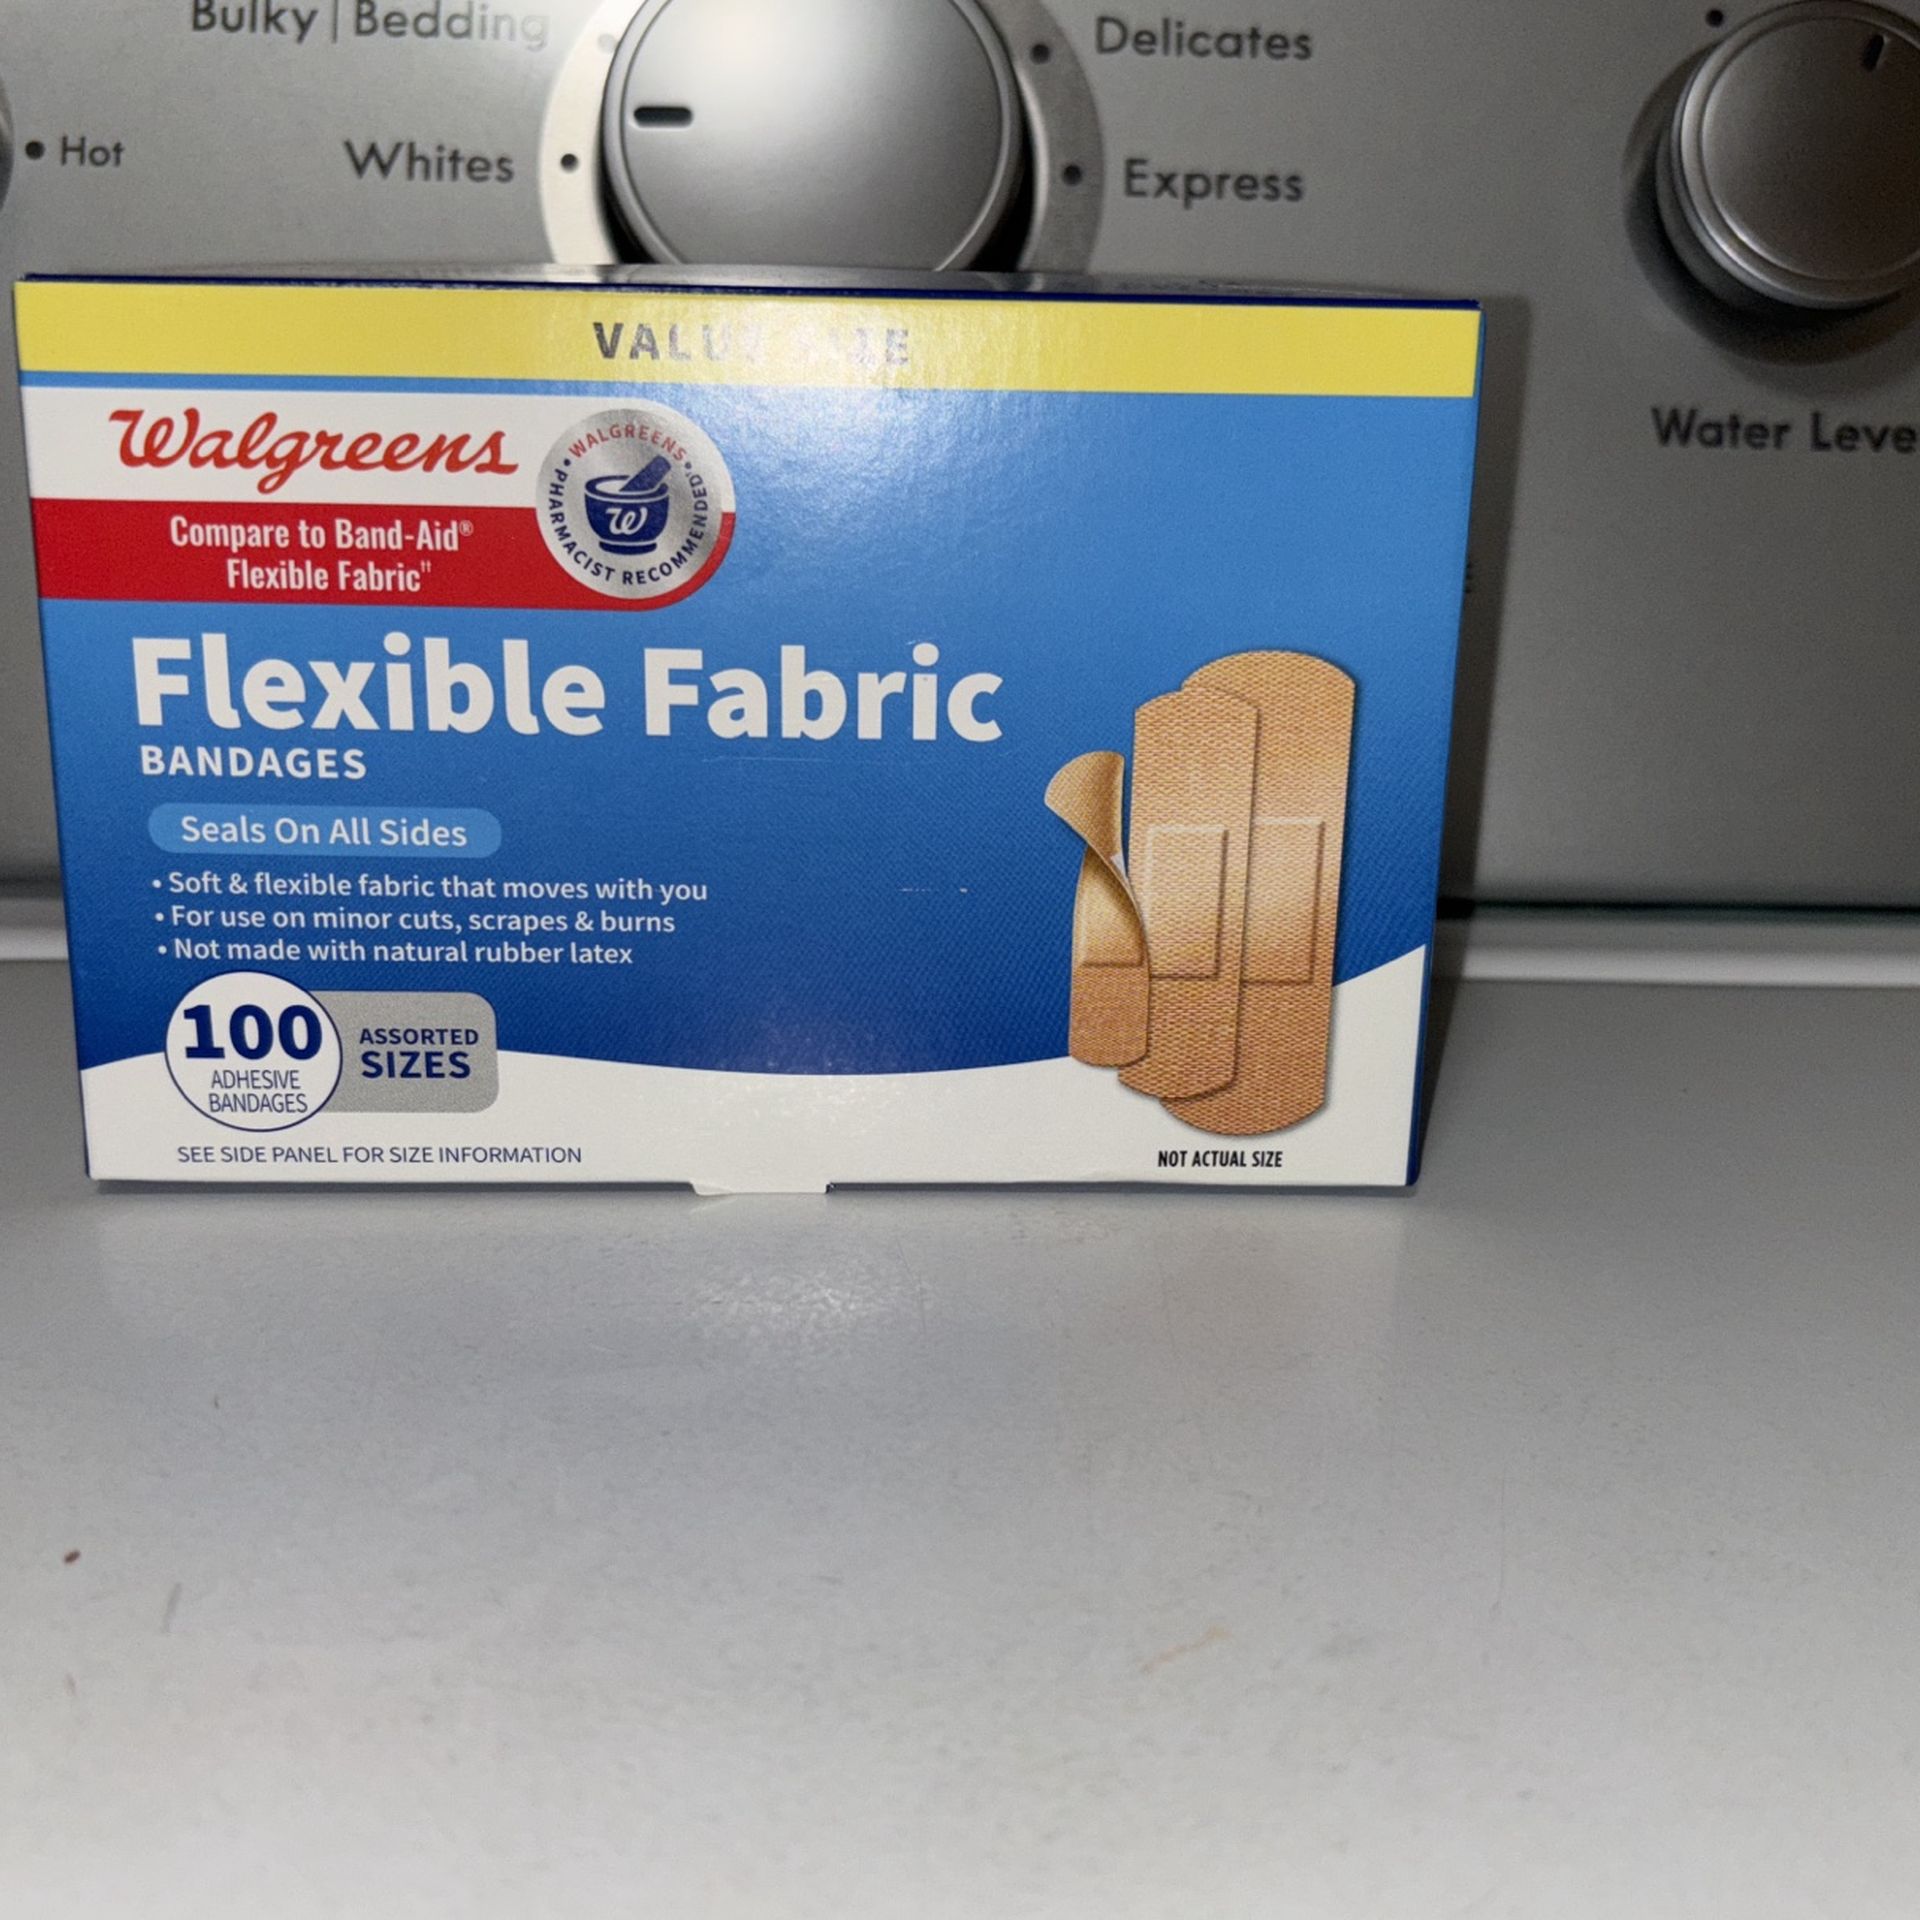 Bulky | Bedding
Delicates
Hot
Whites
Express
Water Leve
VALUE SIZE
Walgreens
WALGREENS
PHARMACIST RECOMMENDED‡
W
Compare to Band-Aid®
Flexible Fabric††
Flexible Fabric
BANDAGES
Seals On All Sides
• Soft & flexible fabric that moves with you
• For use on minor cuts, scrapes & burns
• Not made with natural rubber latex
100
ADHESIVE
BANDAGES
ASSORTED
SIZES
SEE SIDE PANEL FOR SIZE INFORMATION
NOT ACTUAL SIZE